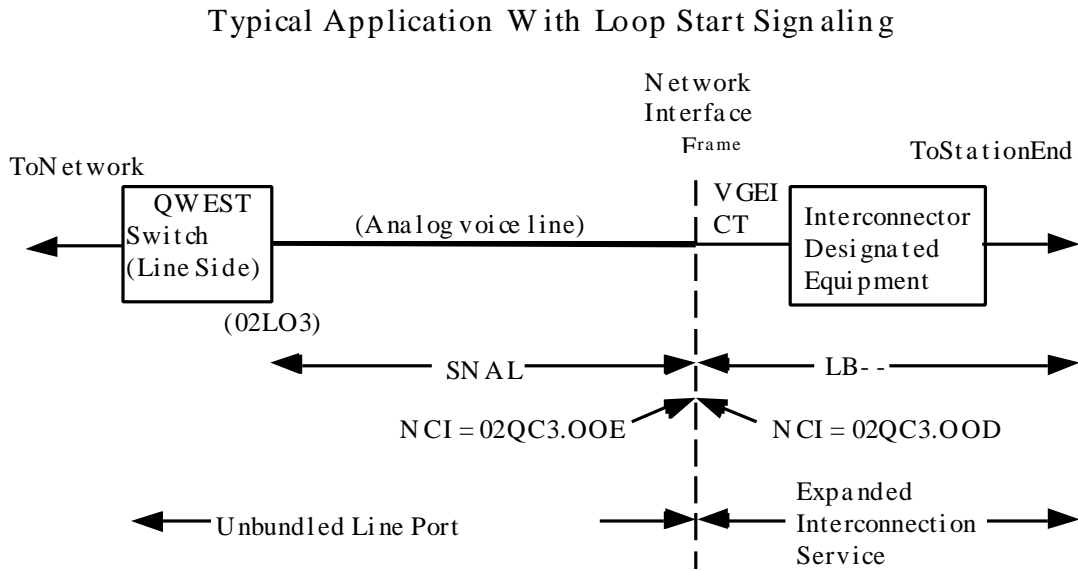 Typical Application With Loop Start Signaling
Network
Interface
Frame
ToNetwork
ToStationEnd
QWEST
Switch
(Line Side)
(Analog voice line)
VGEI
CT
Interconnector
Designated
Equipment
(02LO3)
SNAL
LB--
NCI = 02QC3.OOE
NCI = 02QC3.OOD
Unbundled Line Port
Expanded
Interconnection
Service